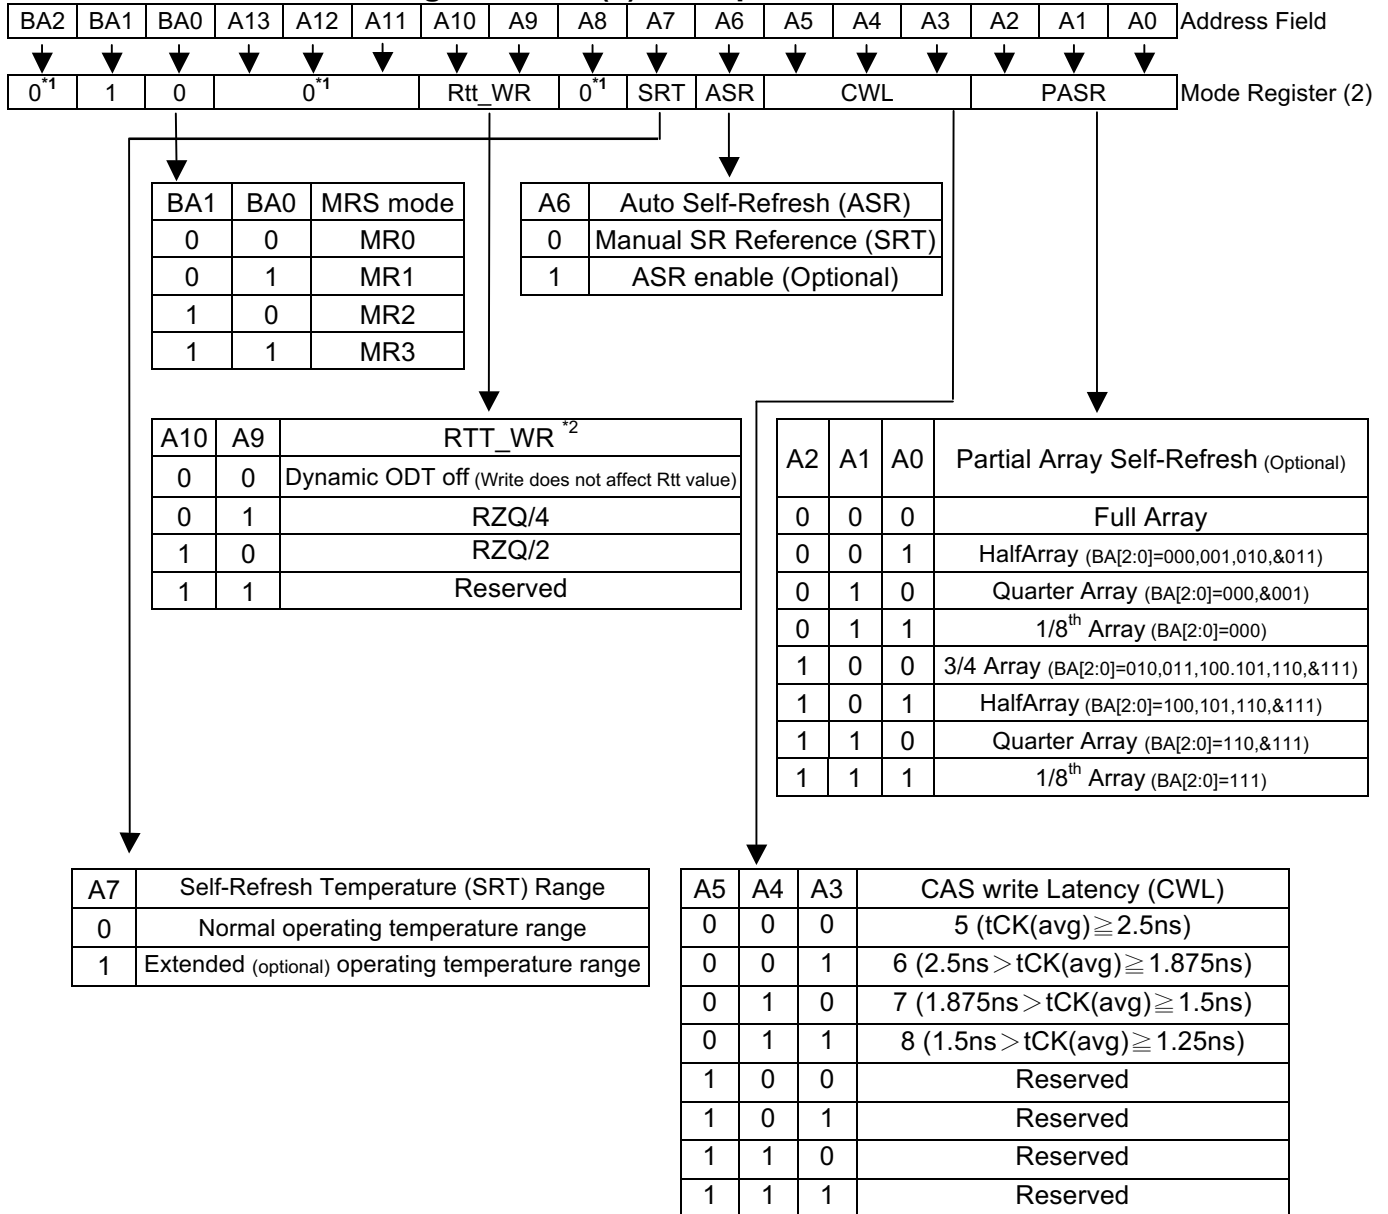 BA2 BA1 BA0 A13 A12 A11 A10 A9 A8 A7 A6 A5 A4 A3 A2 A1 A0 Address Field
0*1 1 0 0*1 Rtt_WR 0*1 SRT ASR CWL PASR Mode Register (2)
BA1 BA0 MRS mode
0 0 MR0
0 1 MR1
1 0 MR2
1 1 MR3
A6 Auto Self-Refresh (ASR)
0 Manual SR Reference (SRT)
1 ASR enable (Optional)
A10 A9 RTT_WR *2
0 0 Dynamic ODT off (Write does not affect Rtt value)
0 1 RZQ/4
1 0 RZQ/2
1 1 Reserved
A2 A1 A0 Partial Array Self-Refresh (Optional)
0 0 0 Full Array
0 0 1 HalfArray (BA[2:0]=000,001,010,&011)
0 1 0 Quarter Array (BA[2:0]=000,&001)
0 1 1 1/8th Array (BA[2:0]=000)
1 0 0 3/4 Array (BA[2:0]=010,011,100.101,110,&111)
1 0 1 HalfArray (BA[2:0]=100,101,110,&111)
1 1 0 Quarter Array (BA[2:0]=110,&111)
1 1 1 1/8th Array (BA[2:0]=111)
A7 Self-Refresh Temperature (SRT) Range
0 Normal operating temperature range
1 Extended (optional) operating temperature range
A5 A4 A3 CAS write Latency (CWL)
0 0 0 5 (tCK(avg)≧2.5ns)
0 0 1 6 (2.5ns＞tCK(avg)≧1.875ns)
0 1 0 7 (1.875ns＞tCK(avg)≧1.5ns)
0 1 1 8 (1.5ns＞tCK(avg)≧1.25ns)
1 0 0 Reserved
1 0 1 Reserved
1 1 0 Reserved
1 1 1 Reserved